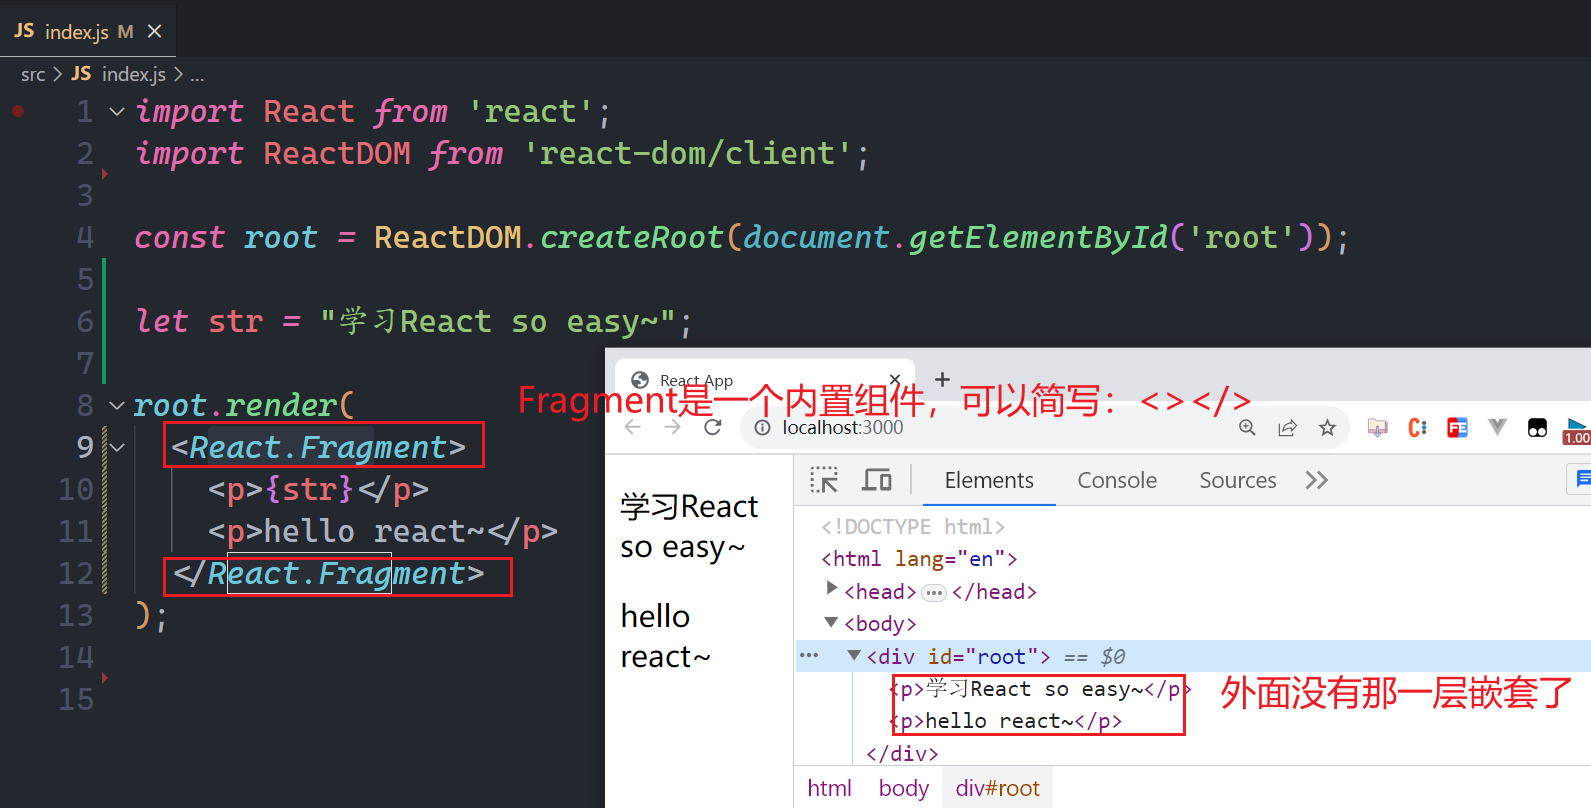 JS index.js M ×
src > JS index.js > ...
1 import React from 'react';
2 import ReactDOM from 'react-dom/client';
3
4 const root = ReactDOM.createRoot(document.getElementById('root'));
5
6 let str = "学习React so easy~";
7
8 root.render(
9 <React.Fragment>
10 <p>{str}</p>
11 <p>hello react~</p>
12 </React.Fragment>
13 );
14
15
React App
Fragment是一个内置组件，可以简写：<></>
localhost:3000
C:
FE
1.00
学习React
so easy~
hello
react~
Elements Console Sources >>
<!DOCTYPE html>
<html lang="en">
<head>…</head>
<body>
… <div id="root"> == $0
<p>学习React so easy~</p>
<p>hello react~</p>
</div>
外面没有那一层嵌套了
html body div#root